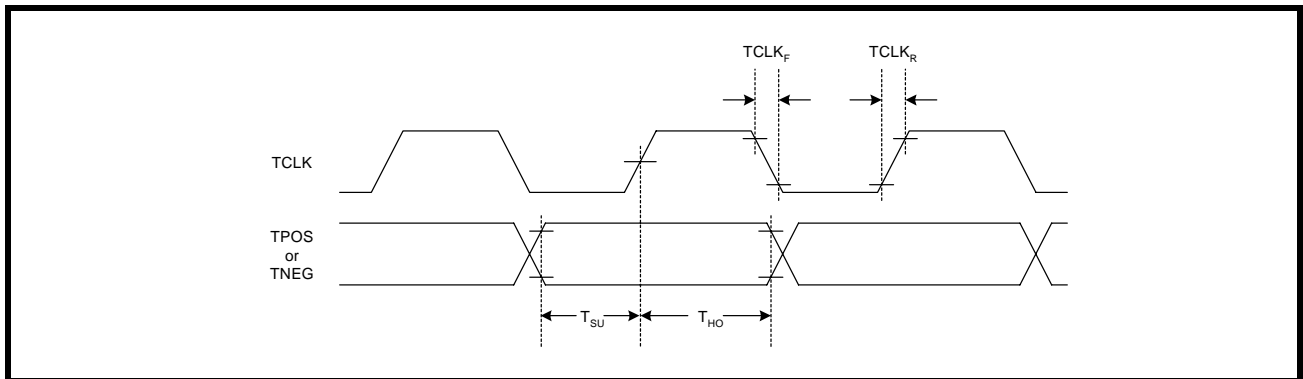 TCLKF
TCLKR
TCLK
TPOS
or
TNEG
TSU
THO